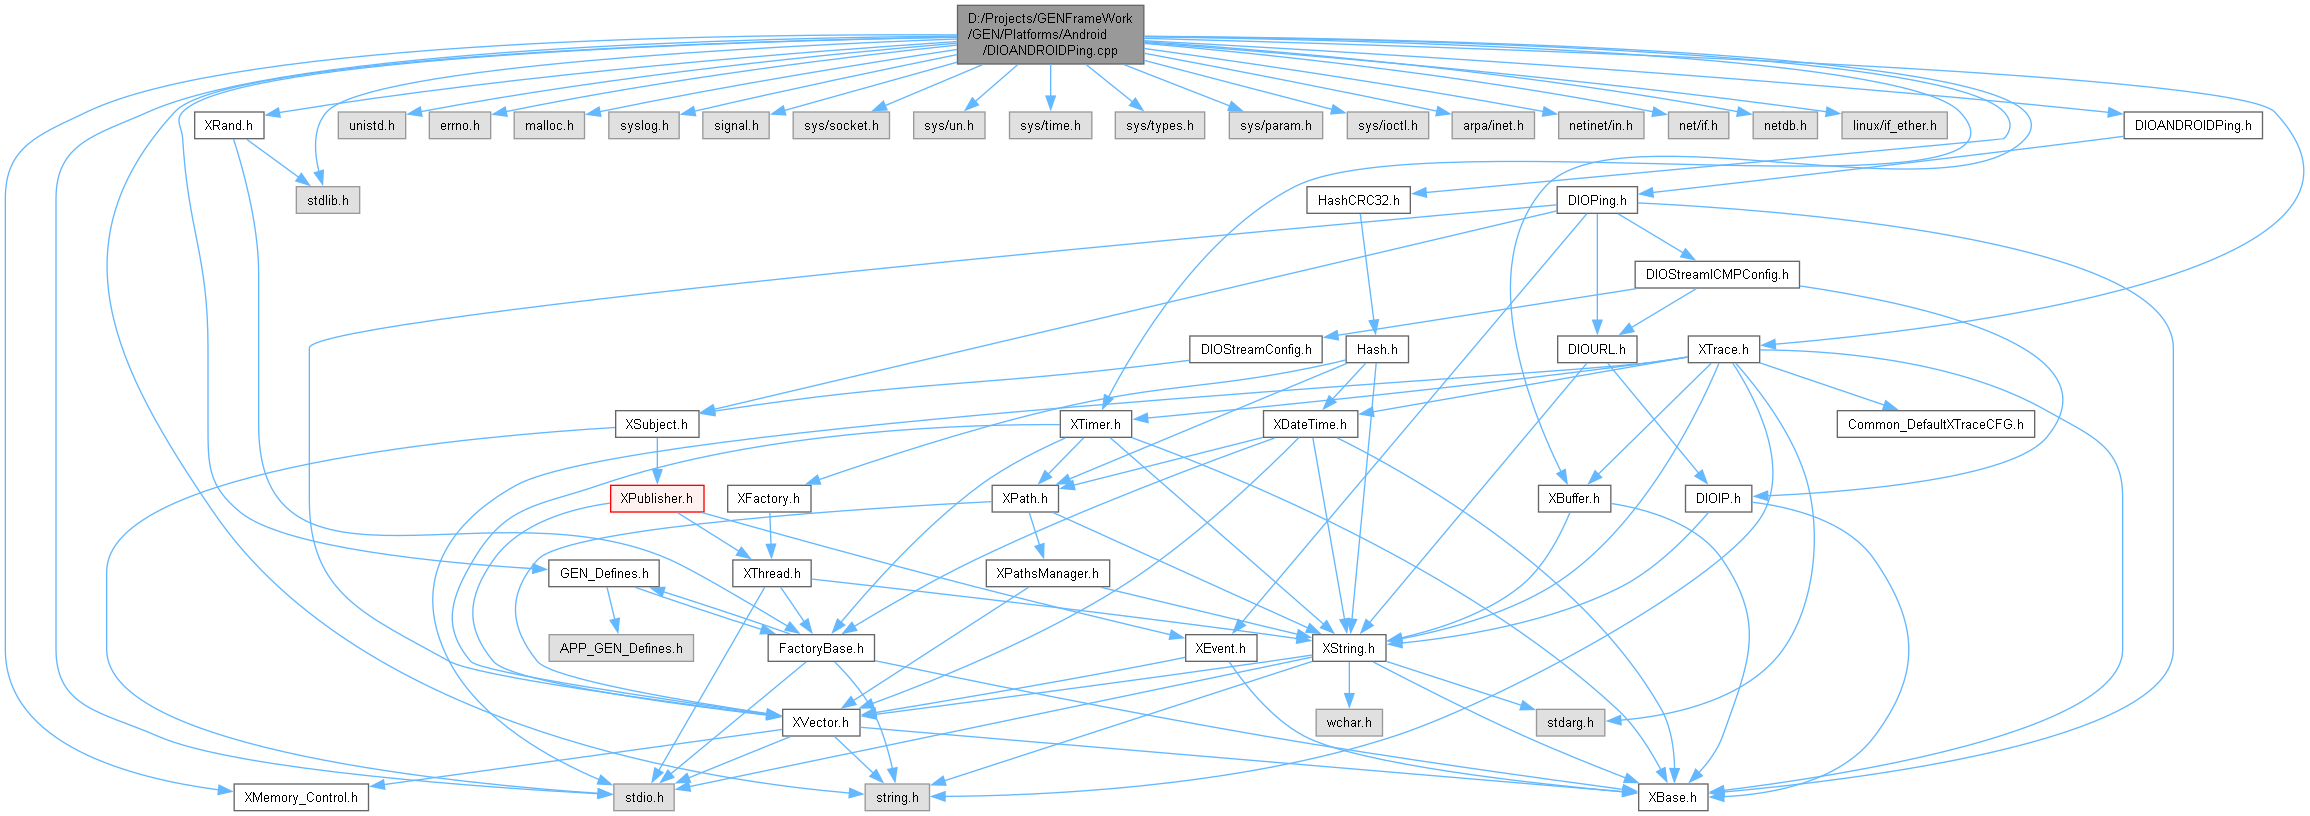 D:/Projects/GENFrameWork
/GEN/Platforms/Android
/DIOANDROIDPing.cpp
XRand.h
unistd.h
errno.h
malloc.h
syslog.h
signal.h
sys/socket.h
sys/un.h
sys/time.h
sys/types.h
sys/param.h
sys/ioctl.h
arpa/inet.h
netinet/in.h
net/if.h
netdb.h
linux/if_ether.h
DIOANDROIDPing.h
stdlib.h
HashCRC32.h
DIOPing.h
DIOStreamICMPConfig.h
DIOStreamConfig.h
Hash.h
DIOURL.h
XTrace.h
XSubject.h
XTimer.h
XDateTime.h
Common_DefaultXTraceCFG.h
XPublisher.h
XFactory.h
XPath.h
XBuffer.h
DIOIP.h
GEN_Defines.h
XThread.h
XPathsManager.h
APP_GEN_Defines.h
FactoryBase.h
XEvent.h
XString.h
XVector.h
wchar.h
stdarg.h
XMemory_Control.h
stdio.h
string.h
XBase.h